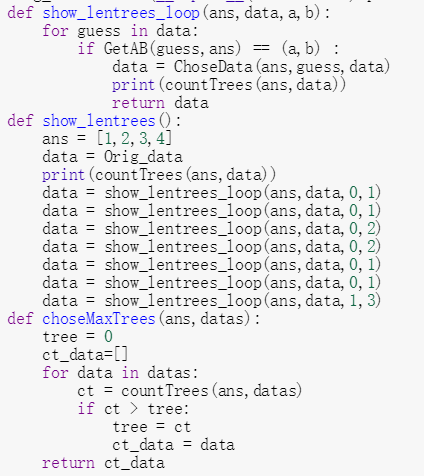 def show_lentrees_loop(ans,data,a,b):
    for guess in data:
        if GetAB(guess,ans) == (a,b) :
            data = ChoseData(ans,guess,data)
            print(countTrees(ans,data))
            return data
def show_lentrees():
    ans = [1,2,3,4]
    data = Orig_data
    print(countTrees(ans,data))
    data = show_lentrees_loop(ans,data,0,1)
    data = show_lentrees_loop(ans,data,0,1)
    data = show_lentrees_loop(ans,data,0,2)
    data = show_lentrees_loop(ans,data,0,2)
    data = show_lentrees_loop(ans,data,0,1)
    data = show_lentrees_loop(ans,data,0,1)
    data = show_lentrees_loop(ans,data,1,3)
def choseMaxTrees(ans,datas):
    tree = 0
    ct_data=[]
    for data in datas:
        ct = countTrees(ans,datas)
        if ct > tree:
            tree = ct
            ct_data = data
    return ct_data